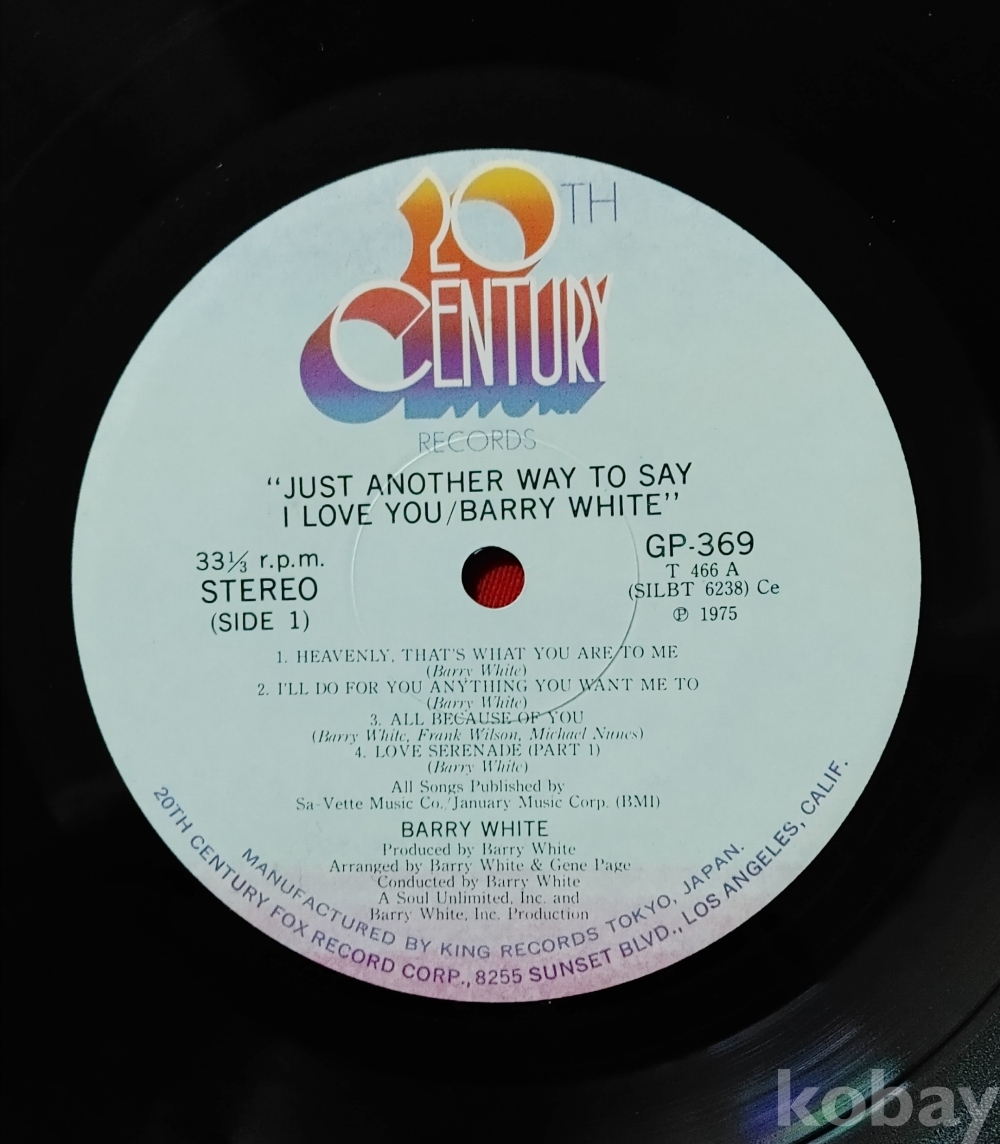 20TH
CENTURY
RECORDS
“JUST ANOTHER WAY TO SAY
I LOVE YOU/BARRY WHITE”
33⅓ r.p.m.
STEREO
(SIDE 1)
GP-369
T 466 A
(SILBT 6238) Ce
℗ 1975
1. HEAVENLY, THAT'S WHAT YOU ARE TO ME
(Barry White)
2. I'LL DO FOR YOU ANYTHING YOU WANT ME TO
(Barry White)
3. ALL BECAUSE OF YOU
(Barry White, Frank Wilson, Michael Nunes)
4. LOVE SERENADE (PART 1)
(Barry White)
All Songs Published by
Sa-Vette Music Co./January Music Corp. (BMI)
BARRY WHITE
Produced by Barry White
Arranged by Barry White & Gene Page
Conducted by Barry White
A Soul Unlimited, Inc. and
Barry White, Inc. Production
MANUFACTURED BY KING RECORDS TOKYO, JAPAN.
20TH CENTURY FOX RECORD CORP., 8255 SUNSET BLVD., LOS ANGELES, CALIF.
kobay